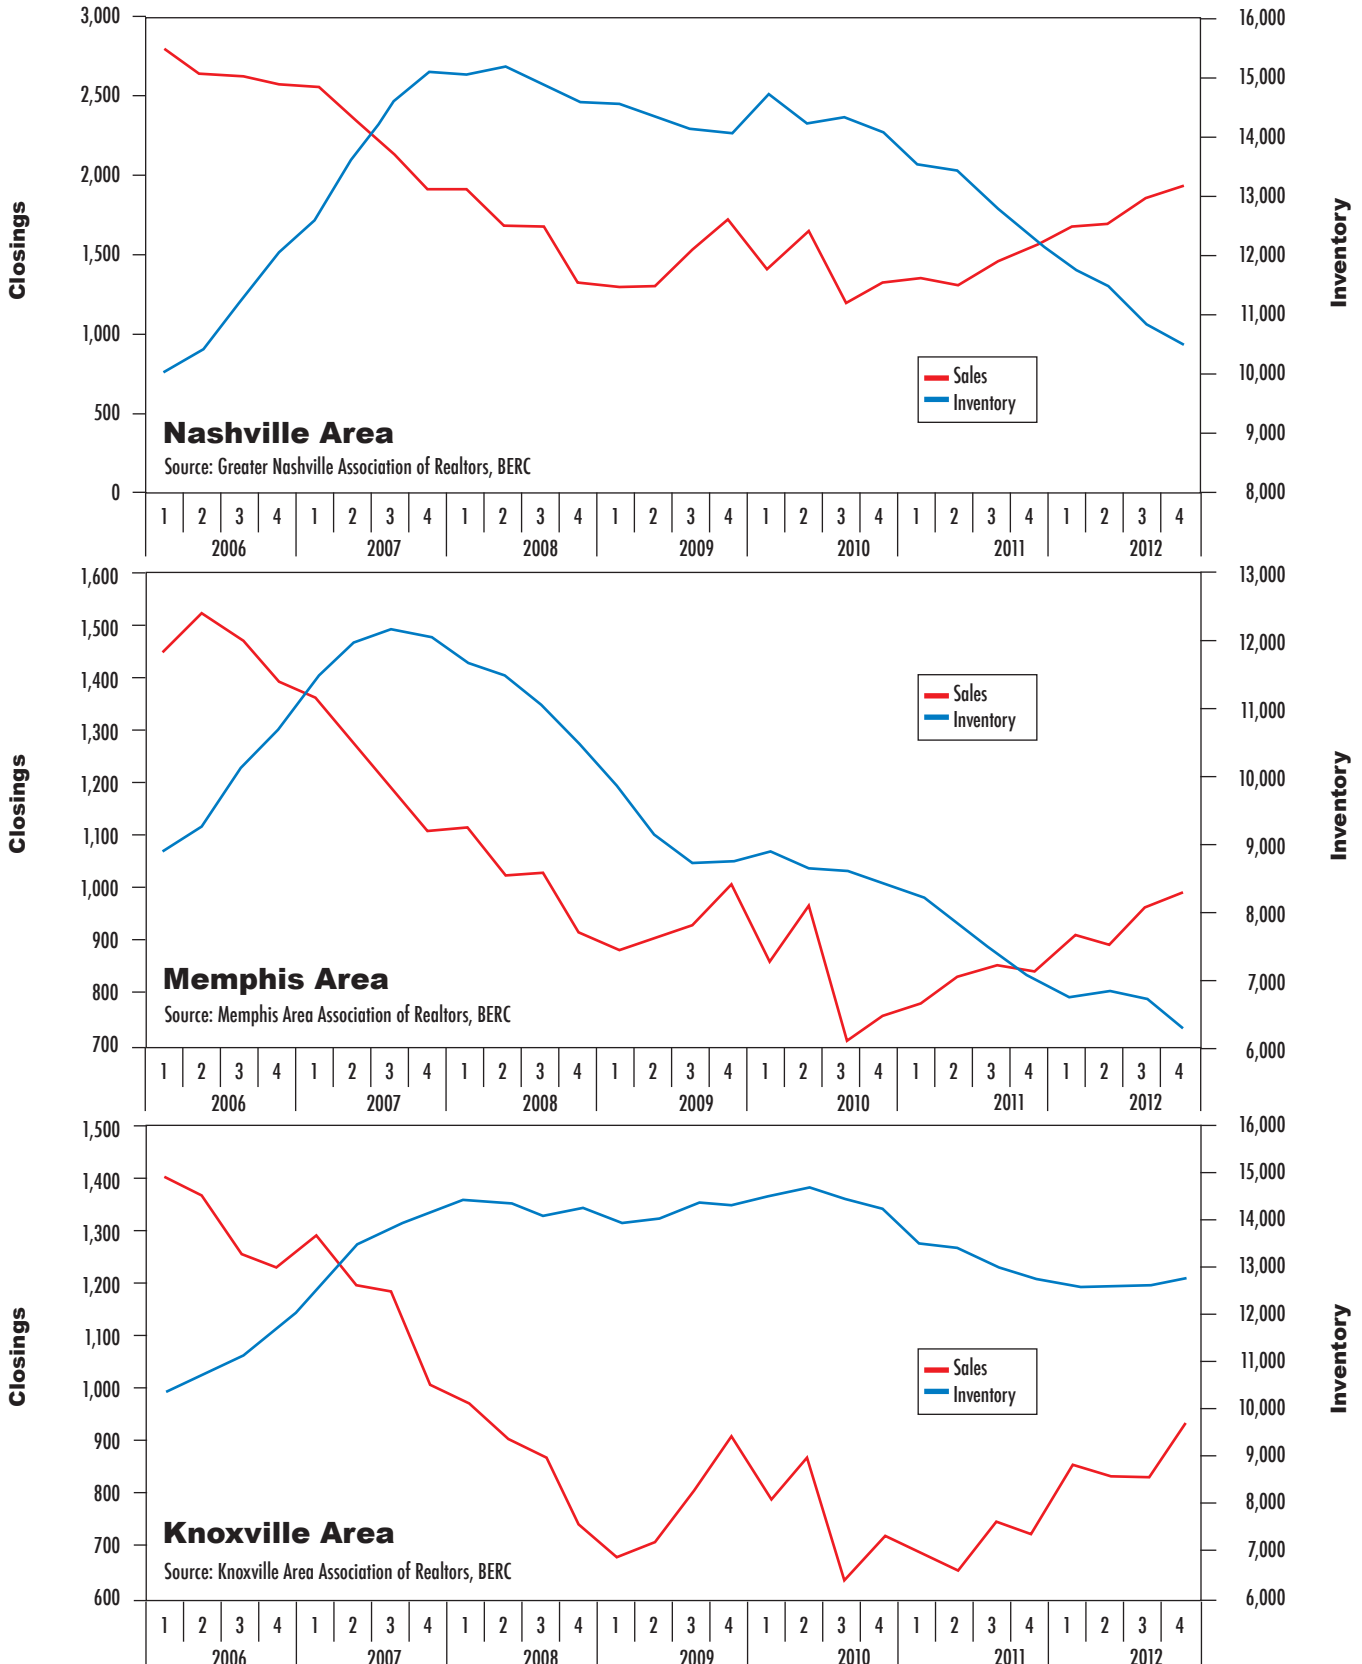 3,000
2,500
2,000
1,500
1,000
500
0
Closings
16,000
15,000
14,000
13,000
12,000
11,000
10,000
9,000
8,000
Inventory
Sales
Inventory
Nashville Area
Source: Greater Nashville Association of Realtors, BERC
1 2 3 4 1 2 3 4 1 2 3 4 1 2 3 4 1 2 3 4 1 2 3 4 1 2 3 4
2006 2007 2008 2009 2010 2011 2012
1,600
1,500
1,400
1,300
1,200
1,100
1,000
900
800
700
Closings
13,000
12,000
11,000
10,000
9,000
8,000
7,000
6,000
Inventory
Sales
Inventory
Memphis Area
Source: Memphis Area Association of Realtors, BERC
1 2 3 4 1 2 3 4 1 2 3 4 1 2 3 4 1 2 3 4 1 2 3 4 1 2 3 4
2006 2007 2008 2009 2010 2011 2012
1,500
1,400
1,300
1,200
1,100
1,000
900
800
700
600
Closings
16,000
15,000
14,000
13,000
12,000
11,000
10,000
9,000
8,000
7,000
6,000
Inventory
Sales
Inventory
Knoxville Area
Source: Knoxville Area Association of Realtors, BERC
1 2 3 4 1 2 3 4 1 2 3 4 1 2 3 4 1 2 3 4 1 2 3 4 1 2 3 4
2006 2007 2008 2009 2010 2011 2012